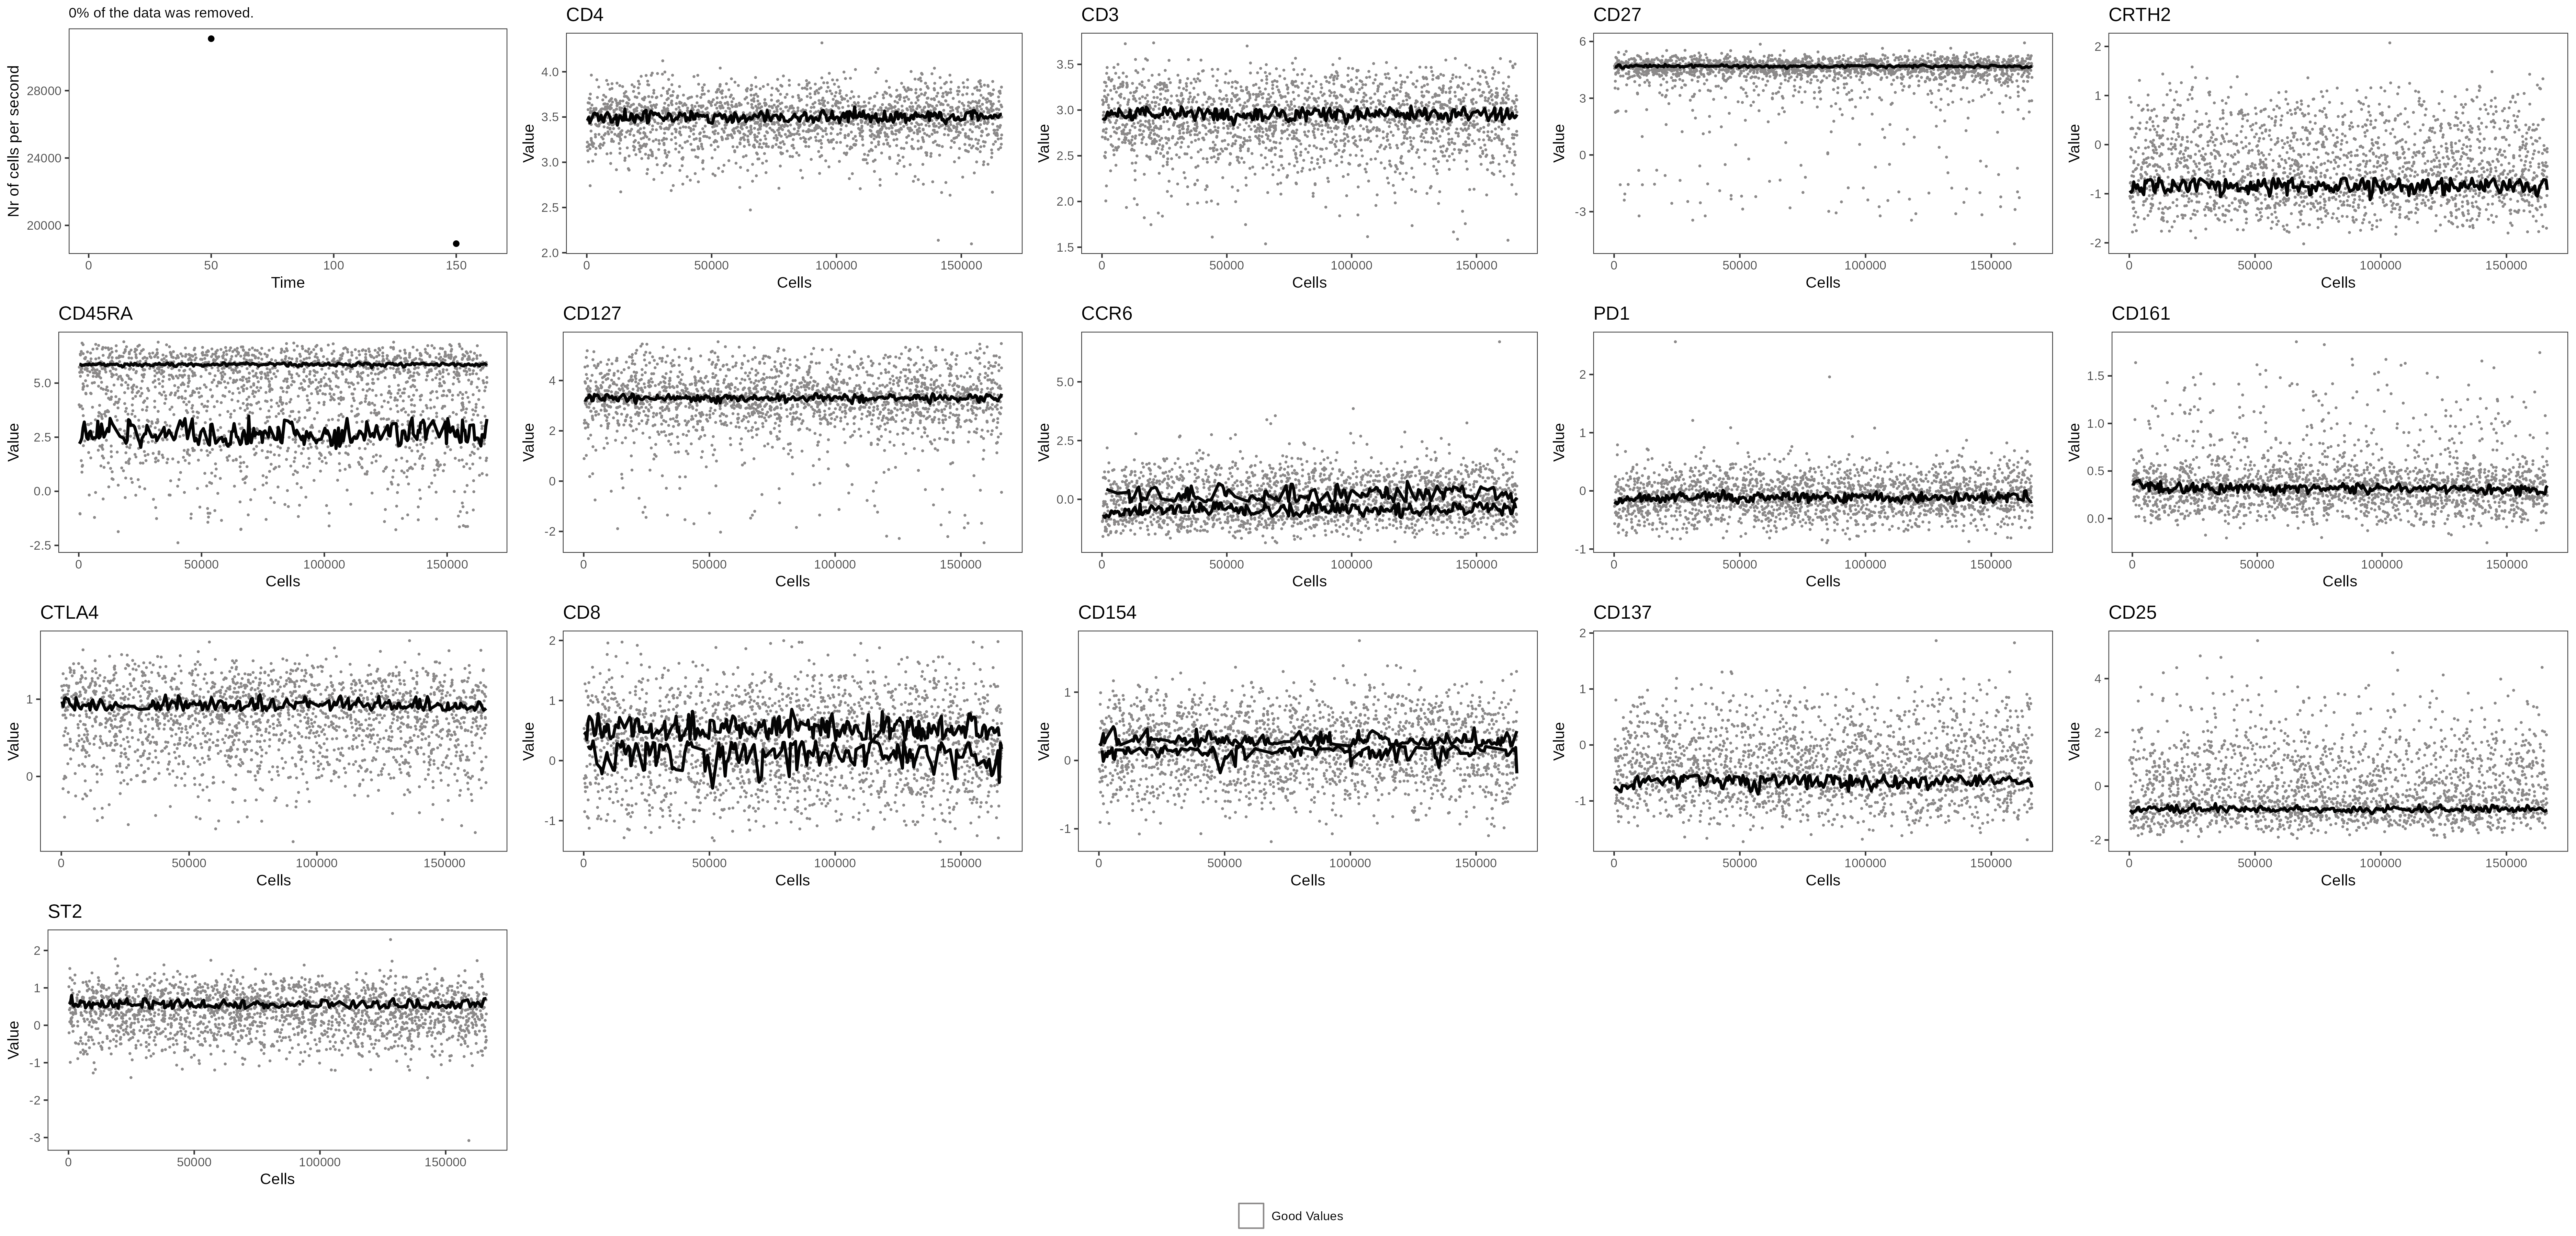 0% of the data was removed.
Nr of cells per second
28000
24000
20000
0 50 100 150
Time
CD4
Value
4.0
3.5
3.0
2.5
2.0
0 50000 100000 150000
Cells
CD3
Value
3.5
3.0
2.5
2.0
1.5
0 50000 100000 150000
Cells
CD27
Value
6
3
0
-3
0 50000 100000 150000
Cells
CRTH2
Value
2
1
0
-1
-2
0 50000 100000 150000
Cells
CD45RA
Value
5.0
2.5
0.0
-2.5
0 50000 100000 150000
Cells
CD127
Value
4
2
0
-2
0 50000 100000 150000
Cells
CCR6
Value
5.0
2.5
0.0
0 50000 100000 150000
Cells
PD1
Value
2
1
0
-1
0 50000 100000 150000
Cells
CD161
Value
1.5
1.0
0.5
0.0
0 50000 100000 150000
Cells
CTLA4
Value
1
0
0 50000 100000 150000
Cells
CD8
Value
2
1
0
-1
0 50000 100000 150000
Cells
CD154
Value
1
0
-1
0 50000 100000 150000
Cells
CD137
Value
2
1
0
-1
0 50000 100000 150000
Cells
CD25
Value
4
2
0
-2
0 50000 100000 150000
Cells
ST2
Value
2
1
0
-1
-2
-3
0 50000 100000 150000
Cells
Good Values